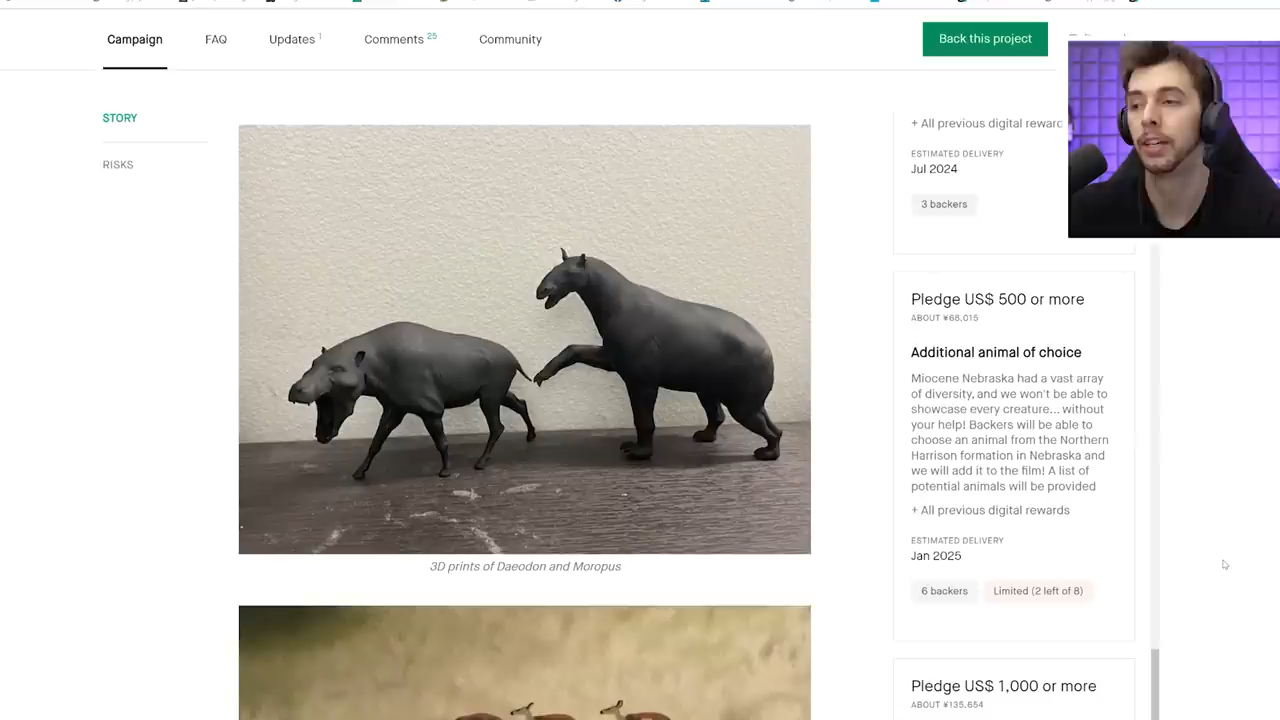 Campaign
FAQ
Updates 1
Comments 25
Community
Back this project
STORY
RISKS
3D prints of Daeodon and Moropus
+ All previous digital
ESTIMATED DELIVERY
Jul 2024
3 backers
Pledge US$ 500 or more
ABOUT ¥68,015
Additional animal of choice
Miocene Nebraska had a vast array
of diversity, and we won't be able to
showcase every creature... without
your help! Backers will be able to
choose an animal from the Northern
Harrison formation in Nebraska and
we will add it to the film! A list of
potential animals will be provided
+ All previous digital rewards
ESTIMATED DELIVERY
Jan 2025
6 backers
Limited (2 left of 8)
Pledge US$ 1,000 or more
ABOUT ¥135,654